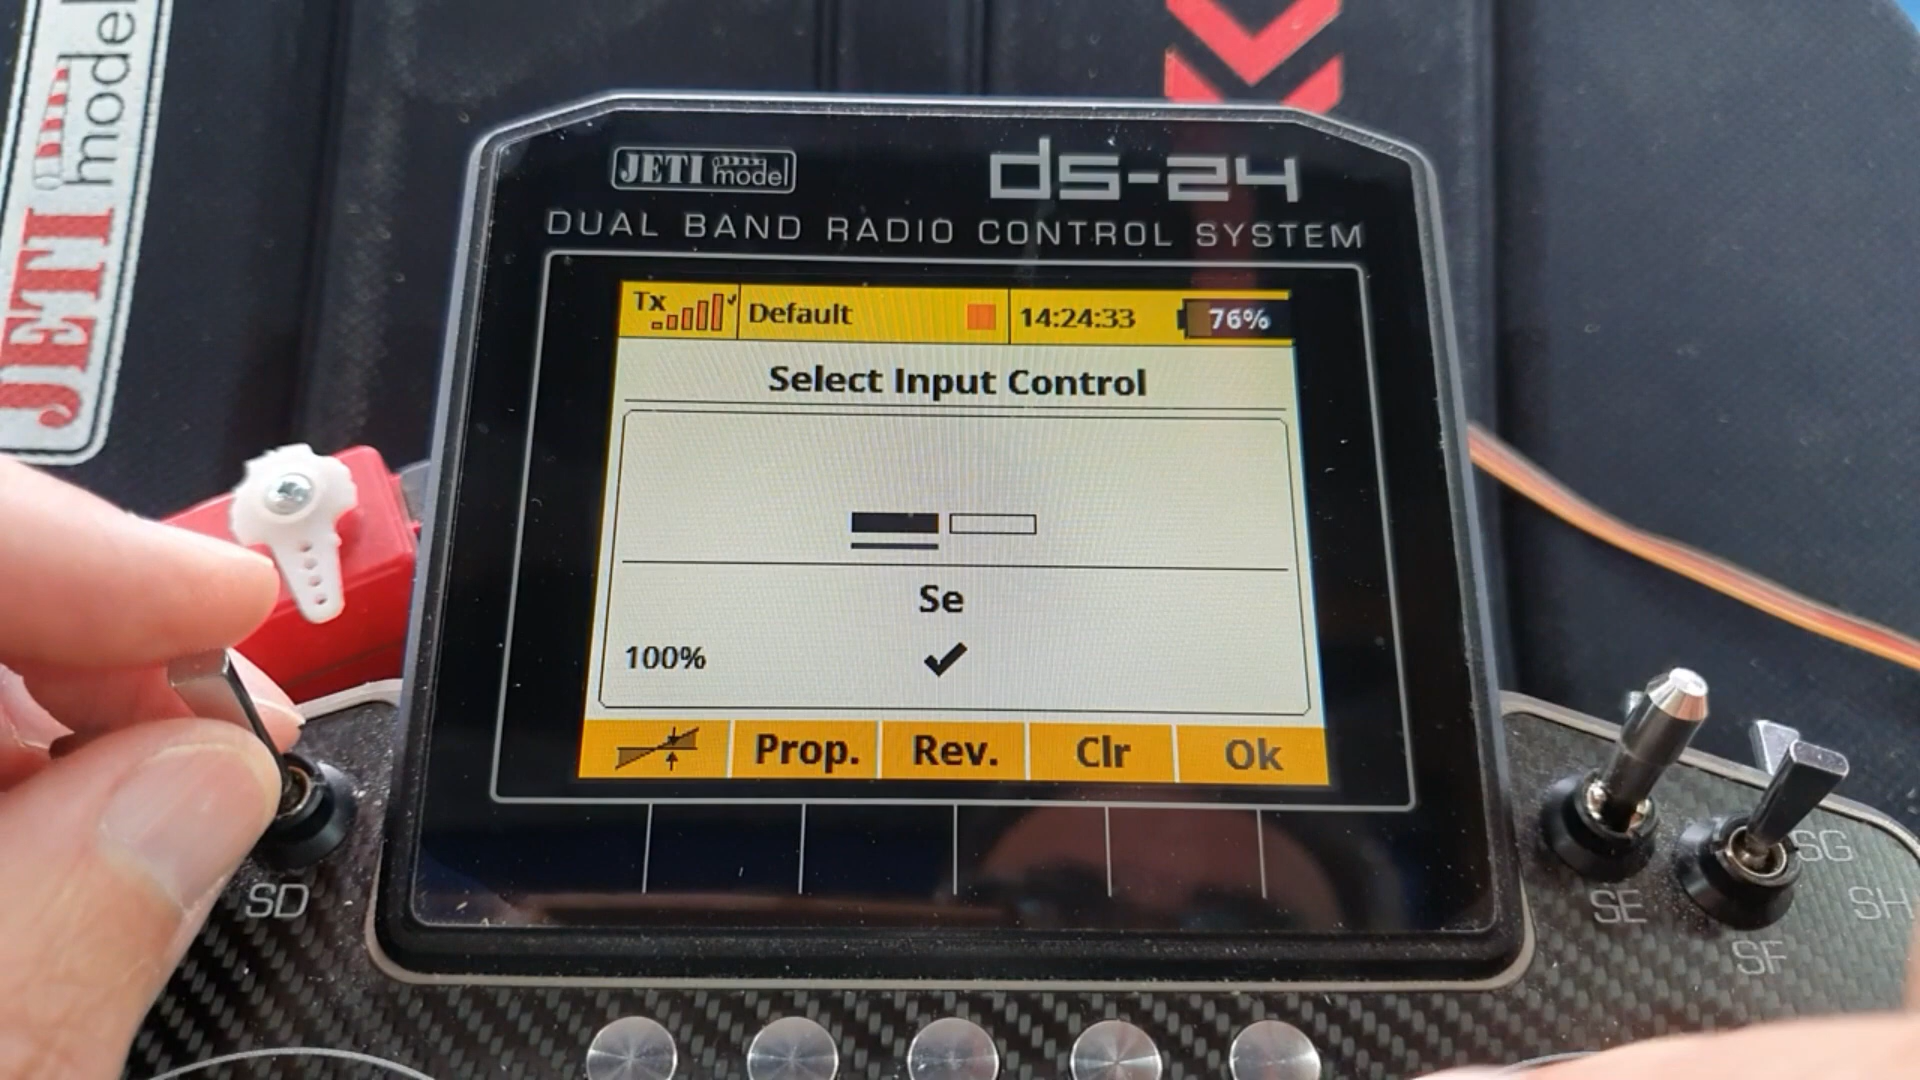 JETI model
JETI model
ds-24
DUAL BAND RADIO CONTROL SYSTEM
Tx
Default
14:24:33
76%
Select Input Control
Se
100%
Prop.
Rev.
Clr
Ok
SD
SE
SF
SG
SH